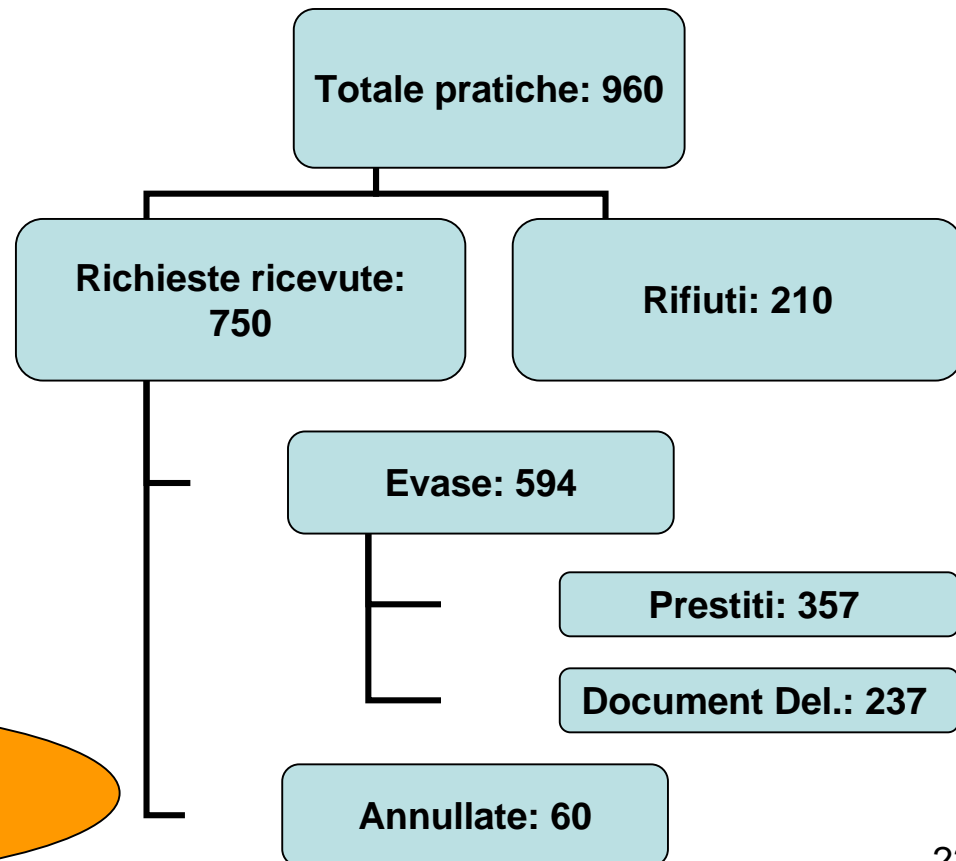 Totale pratiche: 960
Richieste ricevute:
750
Rifiuti: 210
Evase: 594
Prestiti: 357
Document Del.: 237
Annullate: 60